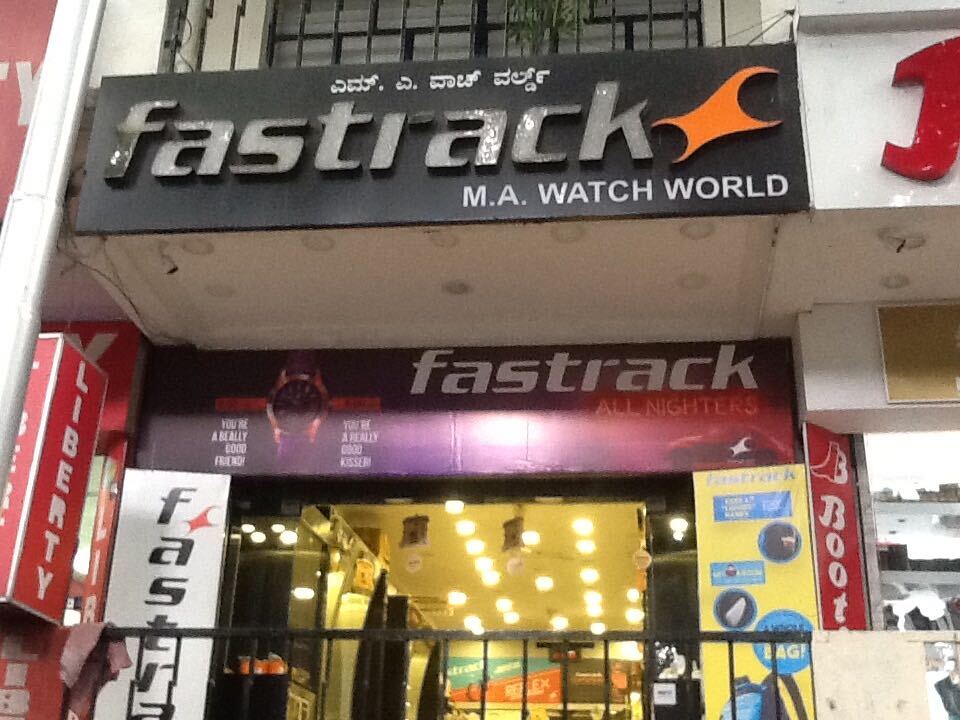 ಎಮ್. ಎ. ವಾಚ್ ವರ್ಲ್ಡ್
fastrack
M.A. WATCH WORLD
fastrack
ALL NIGHTERS
YOU'RE
A REALLY
GOOD
FRIEND!
YOU'RE
A REALLY
GOOD
KISSER!
LIBERTY
fastrack
B Boot
BAG!
REFLEX